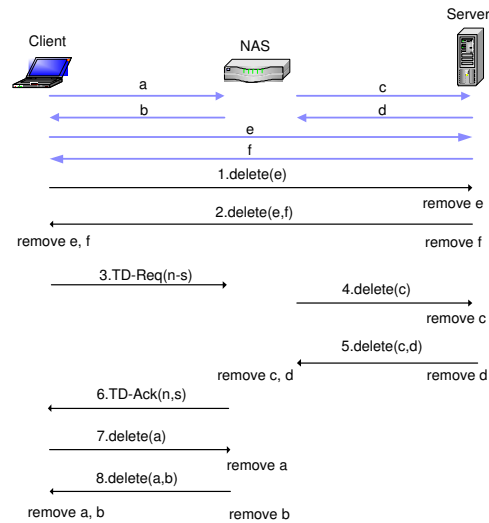 Server
Client
NAS
a
c
b
d
e
f
1.delete(e)
remove e
2.delete(e,f)
remove e, f
remove f
3.TD-Req(n-s)
4.delete(c)
remove c
5.delete(c,d)
remove c, d
remove d
6.TD-Ack(n,s)
7.delete(a)
remove a
8.delete(a,b)
remove a, b
remove b